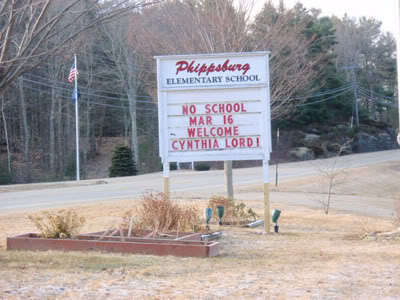 Phippsburg
ELEMENTARY SCHOOL
NO SCHOOL
MAR 16
WELCOME
CYNTHIA LORD!